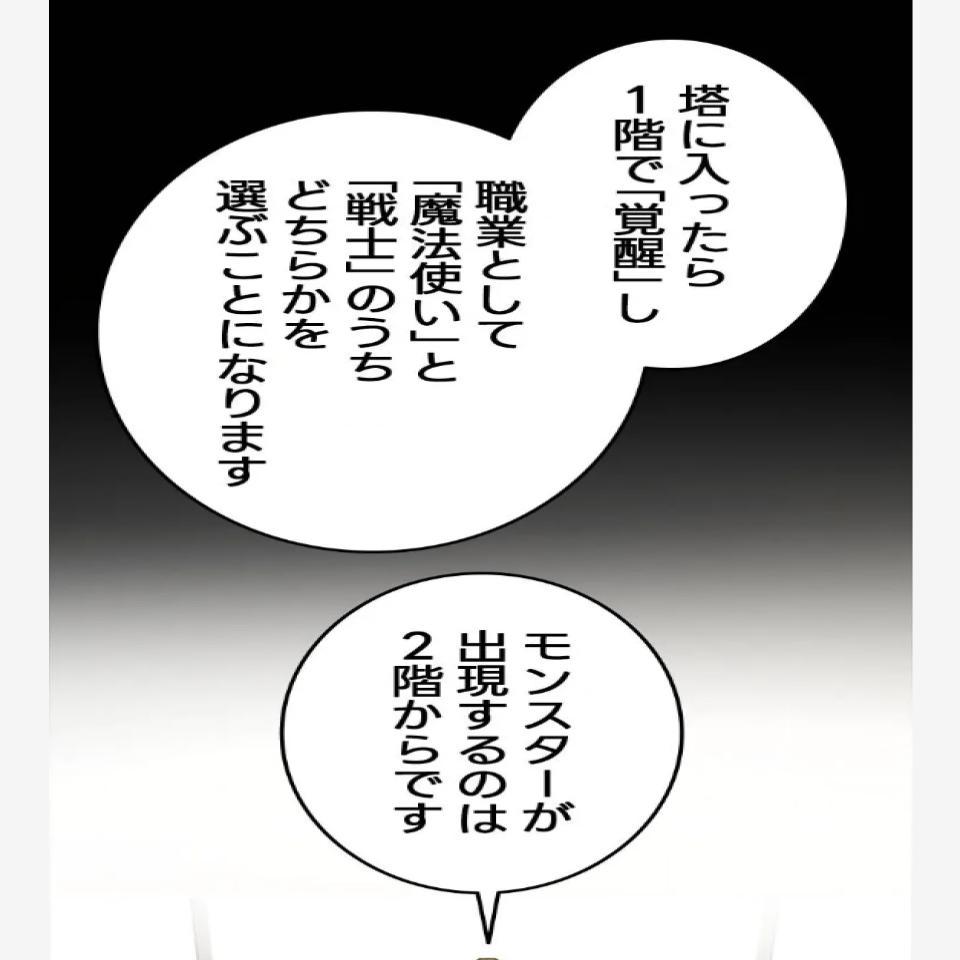 塔に入ったら
1階で「覚醒」し
職業として
「魔法使い」と
「戦士」のうち
どちらかを
選ぶことになります
モンスターが
出現するのは
2階からです